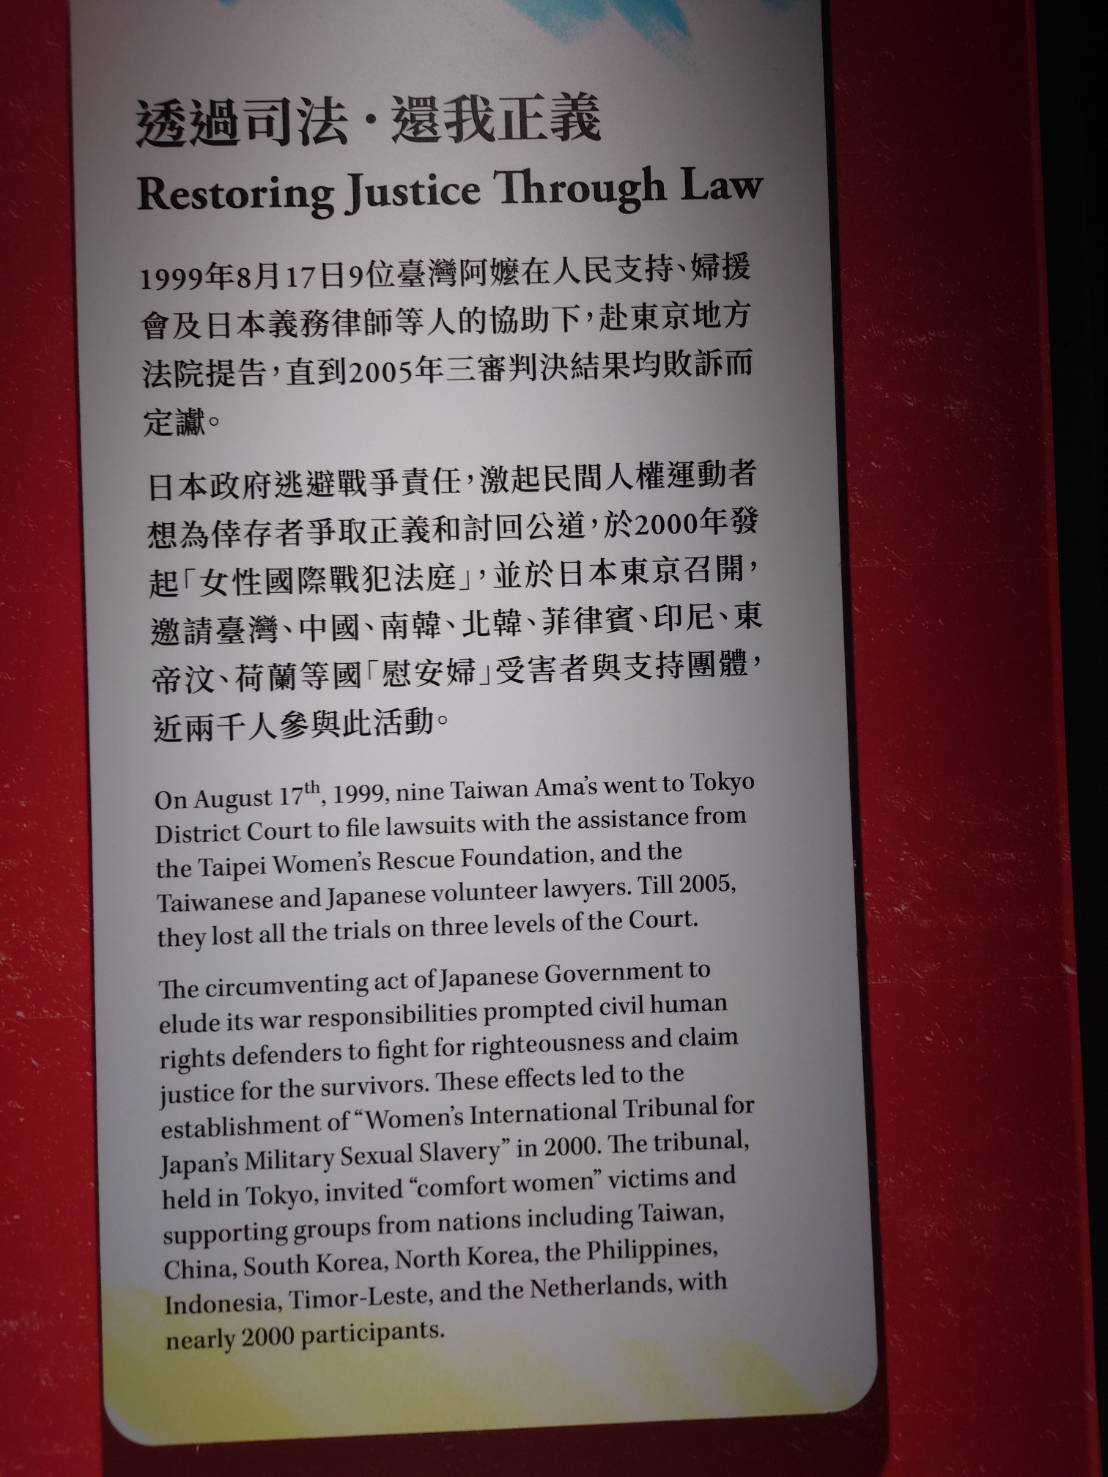 透過司法・還我正義
Restoring Justice Through Law
1999年8月17日9位臺灣阿嬤在人民支持、婦援
會及日本義務律師等人的協助下，赴東京地方
法院提告，直到2005年三審判決結果均敗訴而
定讞。
日本政府逃避戰爭責任，激起民間人權運動者
想為倖存者爭取正義和討回公道，於2000年發
起「女性國際戰犯法庭」，並於日本東京召開，
邀請臺灣、中國、南韓、北韓、菲律賓、印尼、東
帝汶、荷蘭等國「慰安婦」受害者與支持團體，
近兩千人參與此活動。
On August 17th, 1999, nine Taiwan Ama's went to Tokyo
District Court to file lawsuits with the assistance from
the Taipei Women's Rescue Foundation, and the
Taiwanese and Japanese volunteer lawyers. Till 2005,
they lost all the trials on three levels of the Court.
The circumventing act of Japanese Government to
elude its war responsibilities prompted civil human
rights defenders to fight for righteousness and claim
justice for the survivors. These effects led to the
establishment of “Women's International Tribunal for
Japan's Military Sexual Slavery” in 2000. The tribunal,
held in Tokyo, invited “comfort women” victims and
supporting groups from nations including Taiwan,
China, South Korea, North Korea, the Philippines,
Indonesia, Timor-Leste, and the Netherlands, with
nearly 2000 participants.